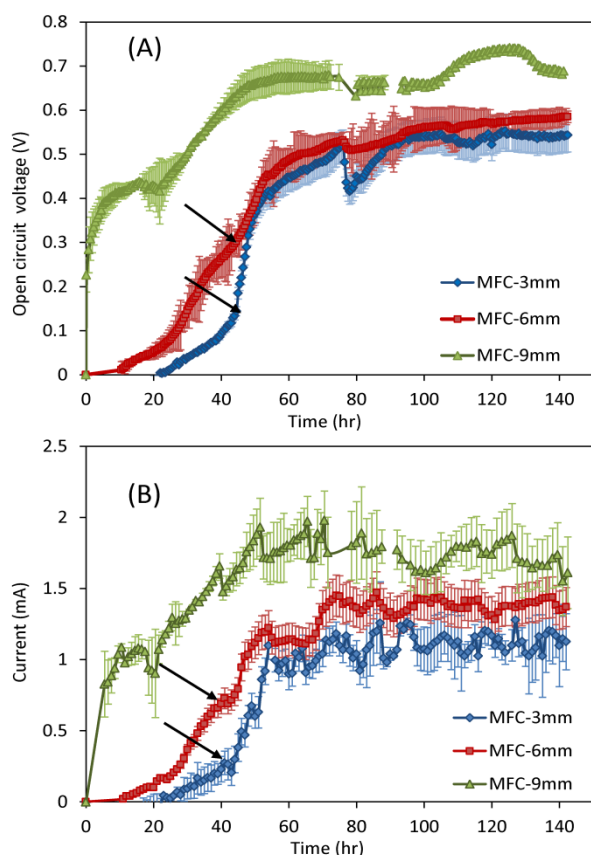 0.8
(A)
0.7
0.6
0.5
0.4
0.3
0.2
0.1
0
Open circuit voltage (V)
MFC-3mm
MFC-6mm
MFC-9mm
0 20 40 60 80 100 120 140
Time (hr)
2.5
(B)
2
1.5
1
0.5
0
Current (mA)
MFC-3mm
MFC-6mm
MFC-9mm
0 20 40 60 80 100 120 140
Time (hr)